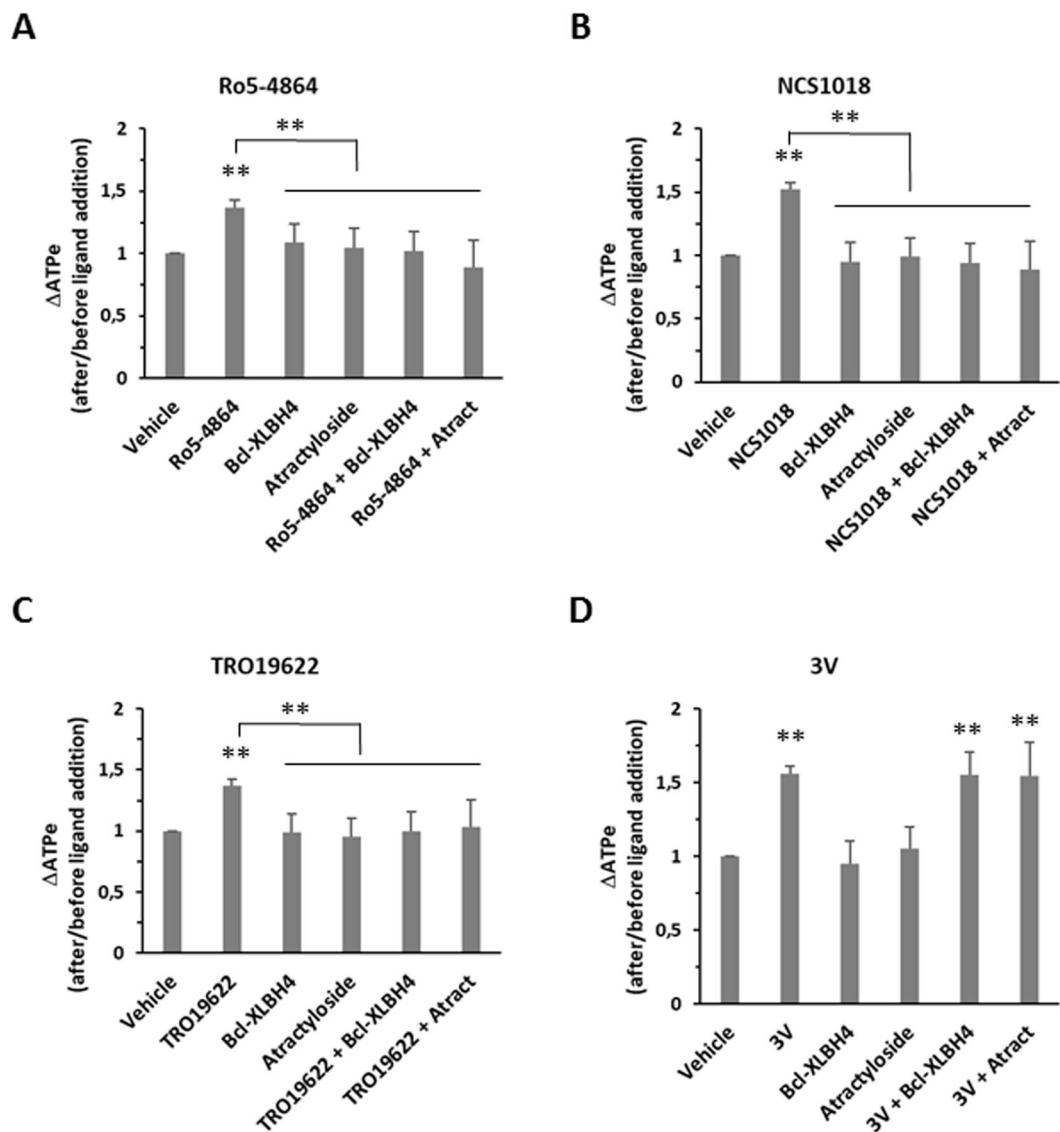 A
Ro5-4864
ΔATPe
(after/before ligand addition)
2
1,5
1
0,5
0
**
**
Vehicle
Ro5-4864
Bcl-XLBH4
Atractyloside
Ro5-4864 + Bcl-XLBH4
Ro5-4864 + Atract
B
NCS1018
ΔATPe
(after/before ligand addition)
2
1,5
1
0,5
0
**
**
Vehicle
NCS1018
Bcl-XLBH4
Atractyloside
NCS1018 + Bcl-XLBH4
NCS1018 + Atract
C
TRO19622
ΔATPe
(after/before ligand addition)
2
1,5
1
0,5
0
**
**
Vehicle
TRO19622
Bcl-XLBH4
Atractyloside
TRO19622 + Bcl-XLBH4
TRO19622 + Atract
D
3V
ΔATPe
(after/before ligand addition)
2
1,5
1
0,5
0
**
**
**
Vehicle
3V
Bcl-XLBH4
Atractyloside
3V + Bcl-XLBH4
3V + Atract